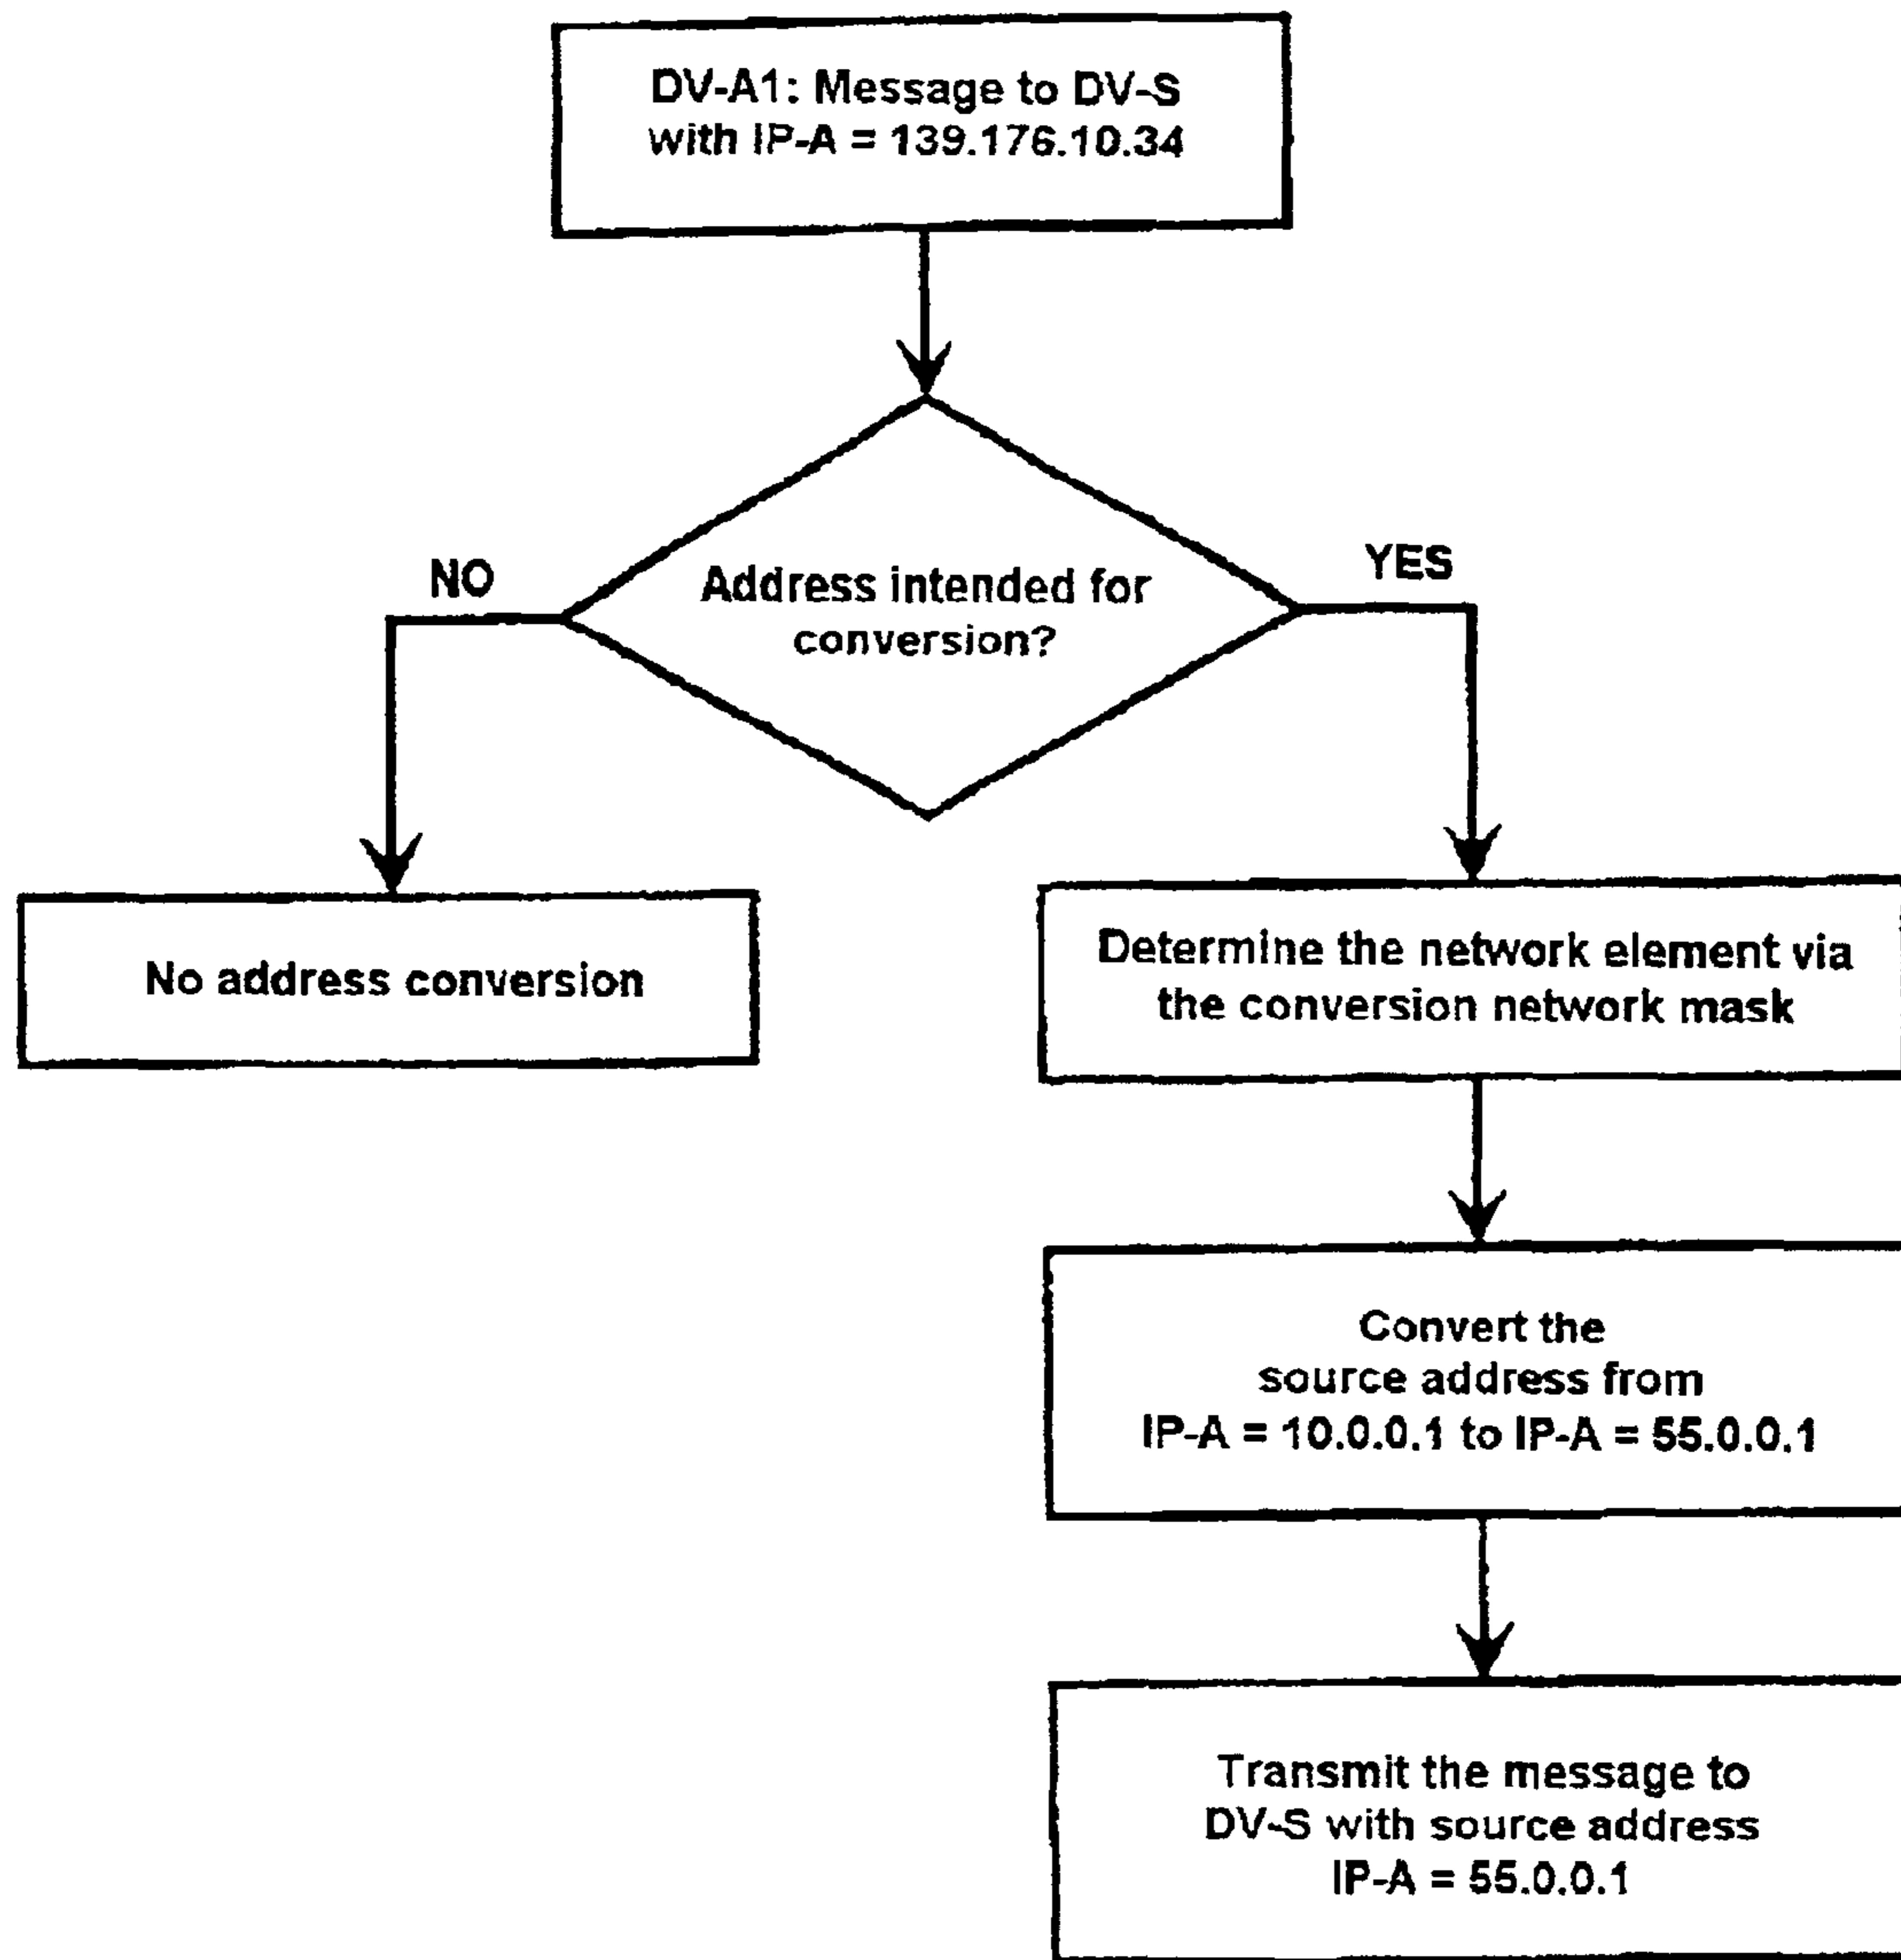 DV-A1: Message to DV-S
with IP-A = 139.176.10.34
NO
Address intended for
conversion?
YES
No address conversion
Determine the network element via
the conversion network mask
Convert the
source address from
IP-A = 10.0.0.1 to IP-A = 55.0.0.1
Transmit the message to
DV-S with source address
IP-A = 55.0.0.1